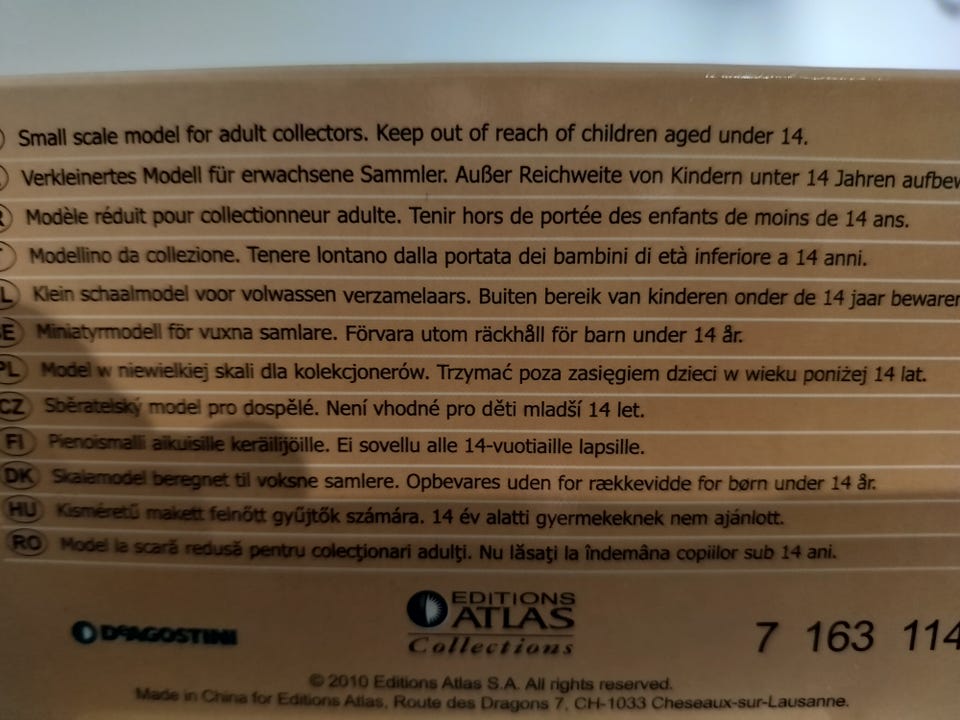 Small scale model for adult collectors. Keep out of reach of children aged under 14.
Verkleinertes Modell für erwachsene Sammler. Außer Reichweite von Kindern unter 14 Jahren aufbew
R Modèle réduit pour collectionneur adulte. Tenir hors de portée des enfants de moins de 14 ans.
Modellino da collezione. Tenere lontano dalla portata dei bambini di età inferiore a 14 anni.
L Klein schaalmodel voor volwassen verzamelaars. Buiten bereik van kinderen onder de 14 jaar bewaren
SE Miniatyrmodell för vuxna samlare. Förvara utom räckhåll för barn under 14 år.
PL Model w niewielkiej skali dla kolekcjonerów. Trzymać poza zasięgiem dzieci w wieku poniżej 14 lat.
CZ Sběratelský model pro dospělé. Není vhodné pro děti mladší 14 let.
FI Pienoismalli aikuisille keräilijöille. Ei sovellu alle 14-vuotiaille lapsille.
DK Skalamodel beregnet til voksne samlere. Opbevares uden for rækkevidde for børn under 14 år.
HU Kisméretű makett felnőtt gyűjtők számára. 14 év alatti gyermekeknek nem ajánlott.
RO Model la scară redusă pentru colecționari adulți. Nu lăsați la îndemâna copiilor sub 14 ani.
DeAGOSTINI
EDITIONS
ATLAS
Collections
7 163 114
© 2010 Editions Atlas S.A. All rights reserved.
Made in China for Editions Atlas, Route des Dragons 7, CH-1033 Cheseaux-sur-Lausanne.